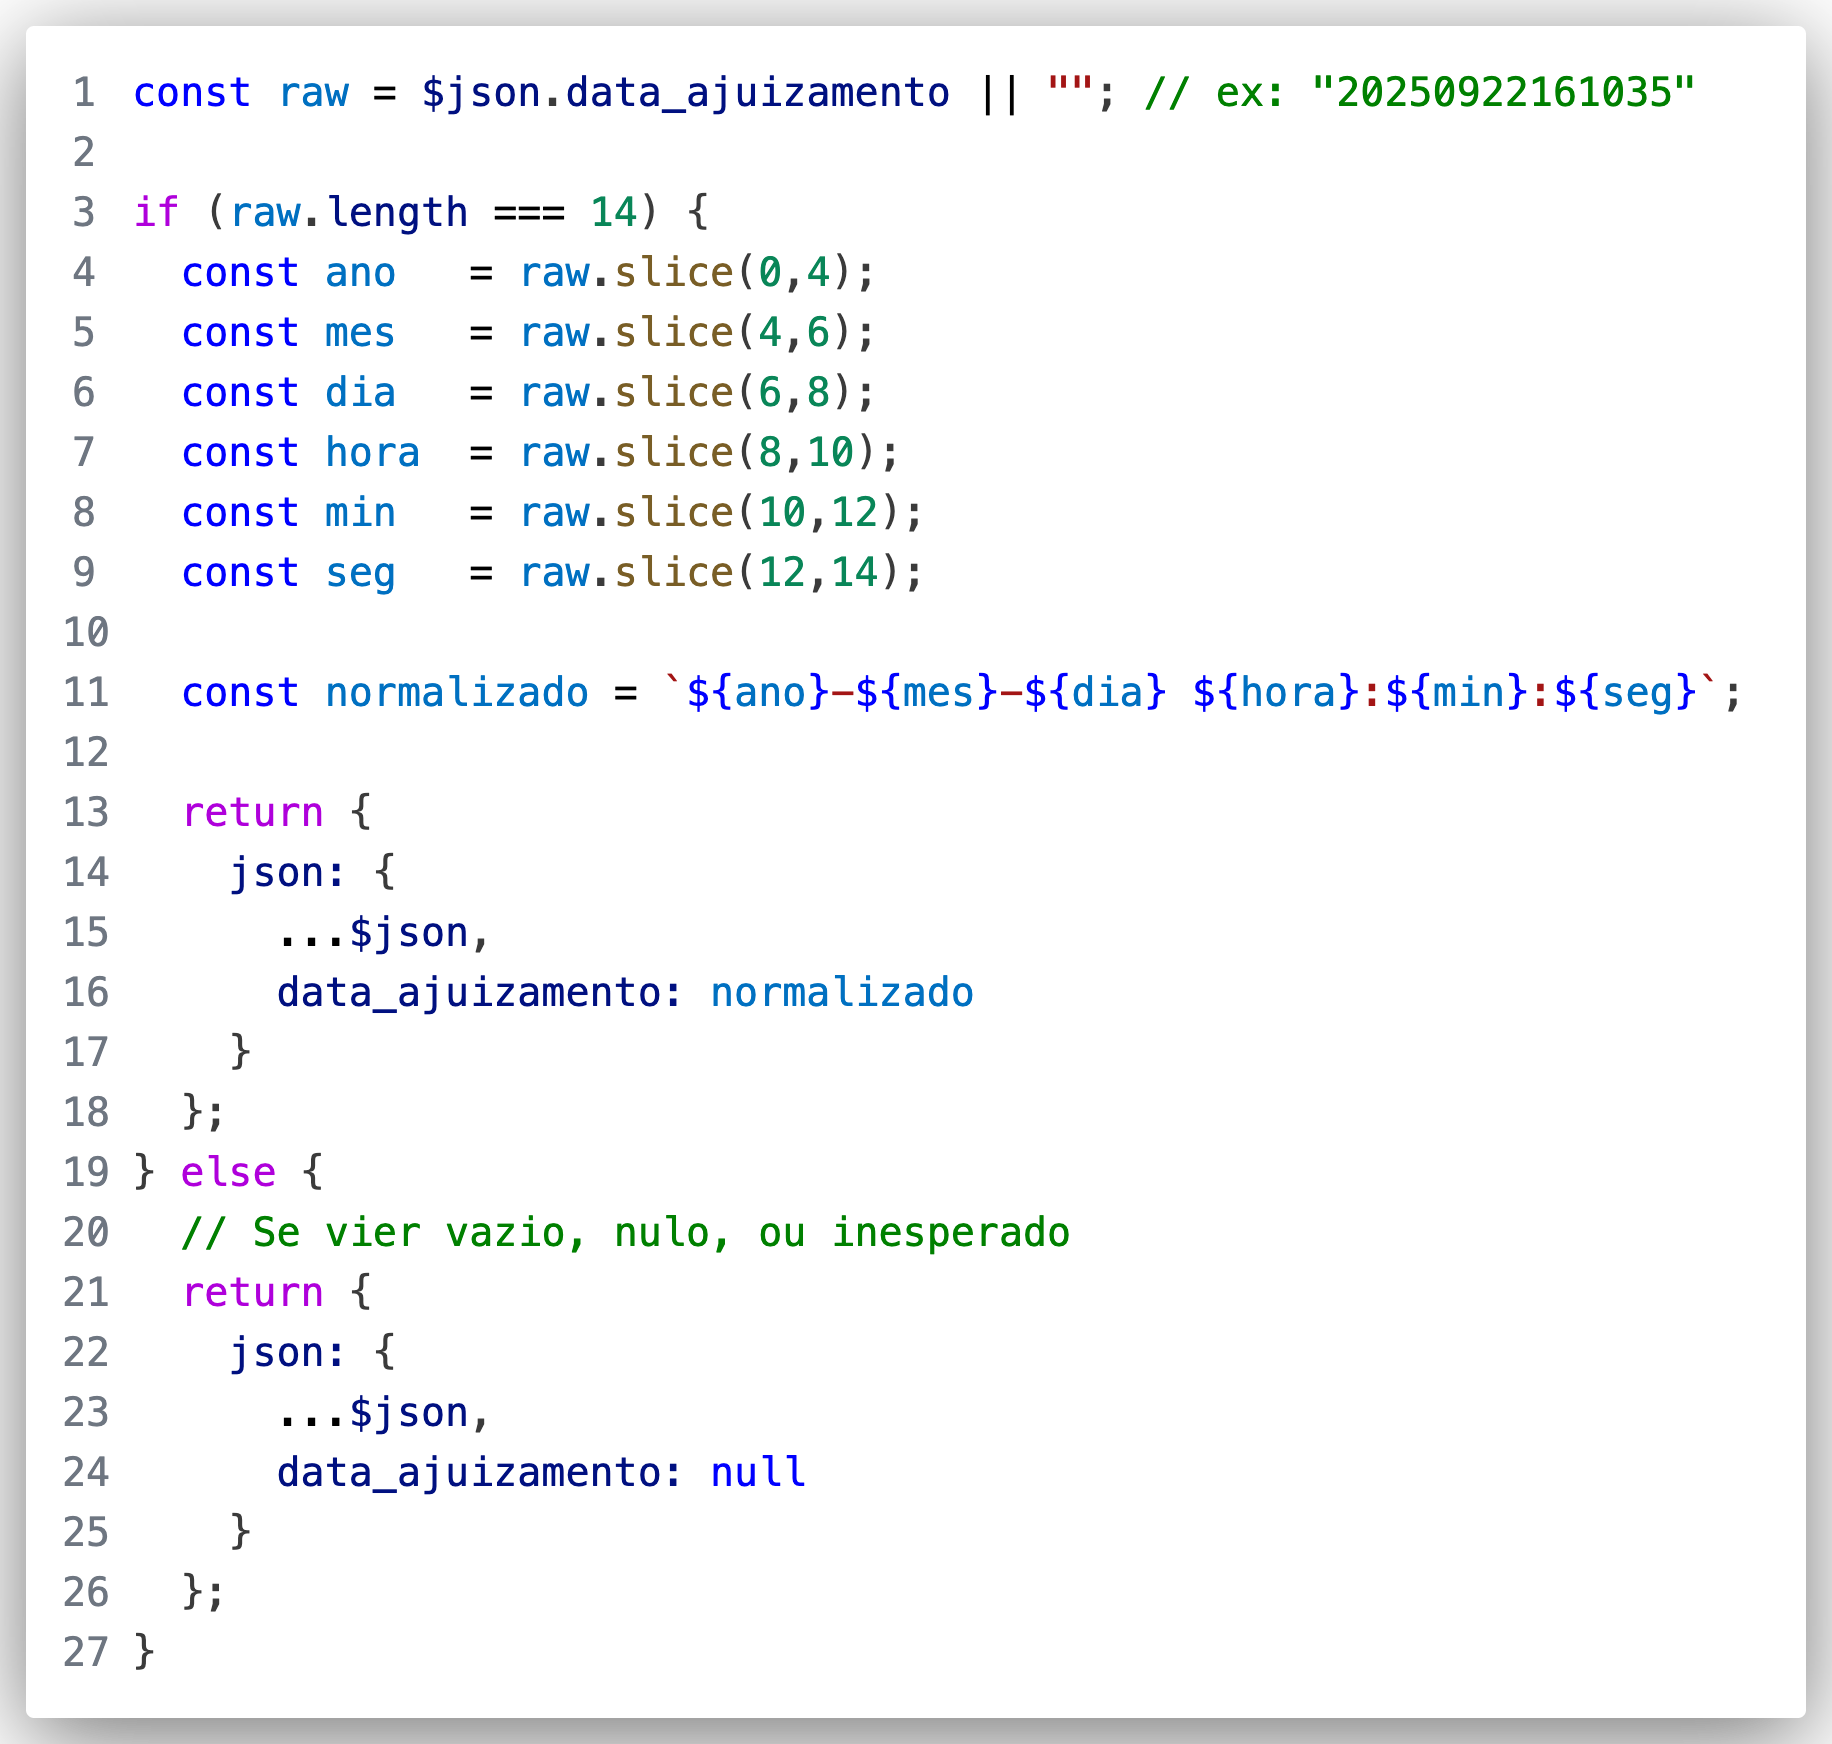 1 const raw = $json.data_ajuizamento || ""; // ex: "20250922161035"
2
3 if (raw.length === 14) {
4   const ano   = raw.slice(0,4);
5   const mes   = raw.slice(4,6);
6   const dia   = raw.slice(6,8);
7   const hora  = raw.slice(8,10);
8   const min   = raw.slice(10,12);
9   const seg   = raw.slice(12,14);
10
11   const normalizado = `${ano}-${mes}-${dia} ${hora}:${min}:${seg}`;
12
13   return {
14     json: {
15       ...$json,
16       data_ajuizamento: normalizado
17     }
18   };
19 } else {
20   // Se vier vazio, nulo, ou inesperado
21   return {
22     json: {
23       ...$json,
24       data_ajuizamento: null
25     }
26   };
27 }